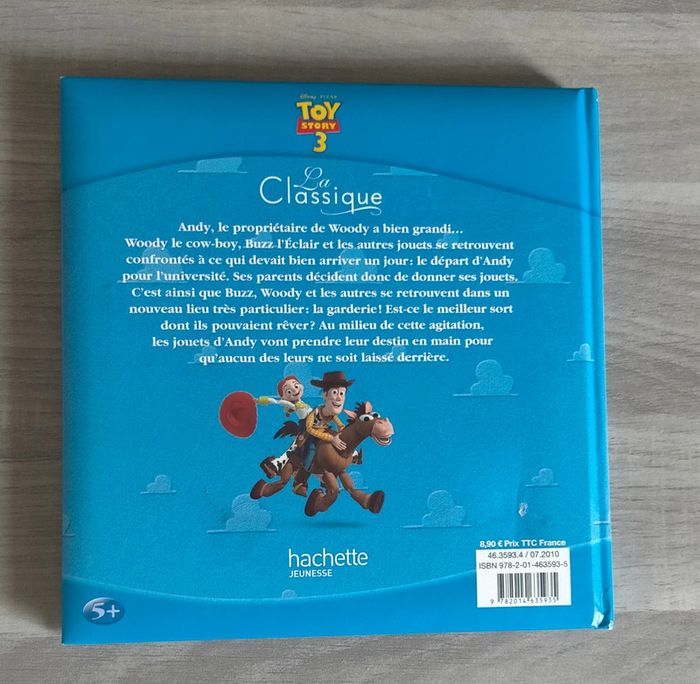 Disney PIXAR
TOY
STORY
3
La
Classique
Andy, le propriétaire de Woody a bien grandi...
Woody le cow-boy, Buzz l'Éclair et les autres jouets se retrouvent
confrontés à ce qui devait bien arriver un jour : le départ d'Andy
pour l'université. Ses parents décident donc de donner ses jouets.
C'est ainsi que Buzz, Woody et les autres se retrouvent dans un
nouveau lieu très particulier : la garderie ! Est-ce le meilleur sort
dont ils pouvaient rêver ? Au milieu de cette agitation,
les jouets d'Andy vont prendre leur destin en main pour
qu'aucun des leurs ne soit laissé derrière.
hachette
JEUNESSE
5+
8,90 € Prix TTC France
46.3593.4 / 07.2010
ISBN 978-2-01-463593-5
9 782014 635935